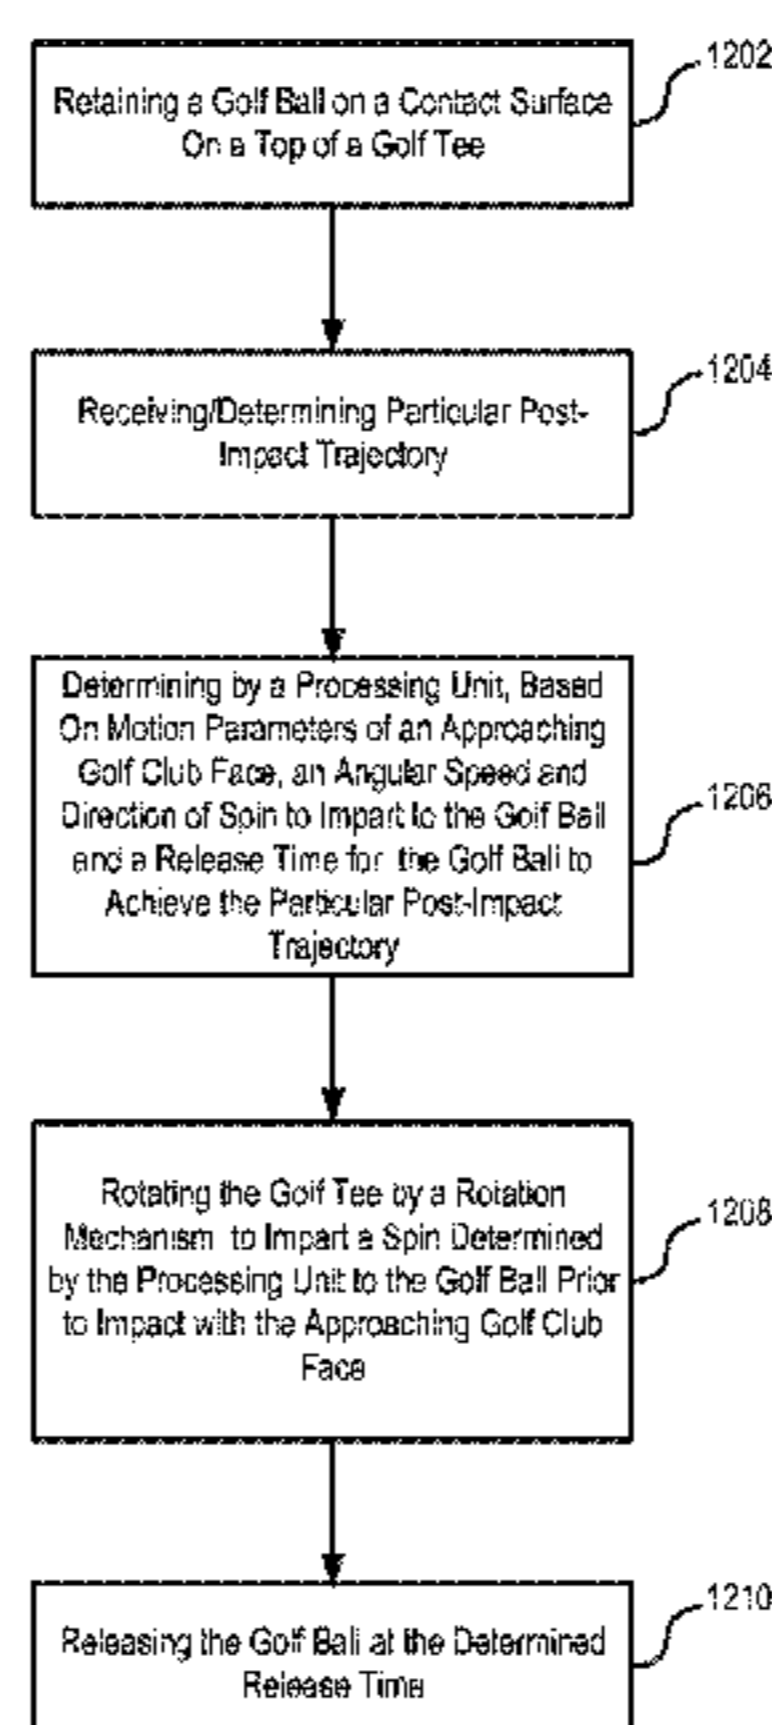 1202
Retaining a Golf Ball on a Contact Surface
On a Top of a Golf Tee
1204
Receiving/Determining Particular Post-
Impact Trajectory
Determining by a Processing Unit, Based
On Motion Parameters of an Approaching
Golf Club Face, an Angular Speed and
1206
Direction of Spin to Impart to the Golf Ball
and a Release Time for the Golf Ball to
Achieve the Particular Post-Impact
Trajectory
Rotating the Golf Tee by a Rotation
1208
Mechanism to Impart a Spin Determined
by the Processing Unit to the Golf Ball Prior
to Impact with the Approaching Golf Club
Face
1210
Releasing the Golf Ball at the Determined
Release Time